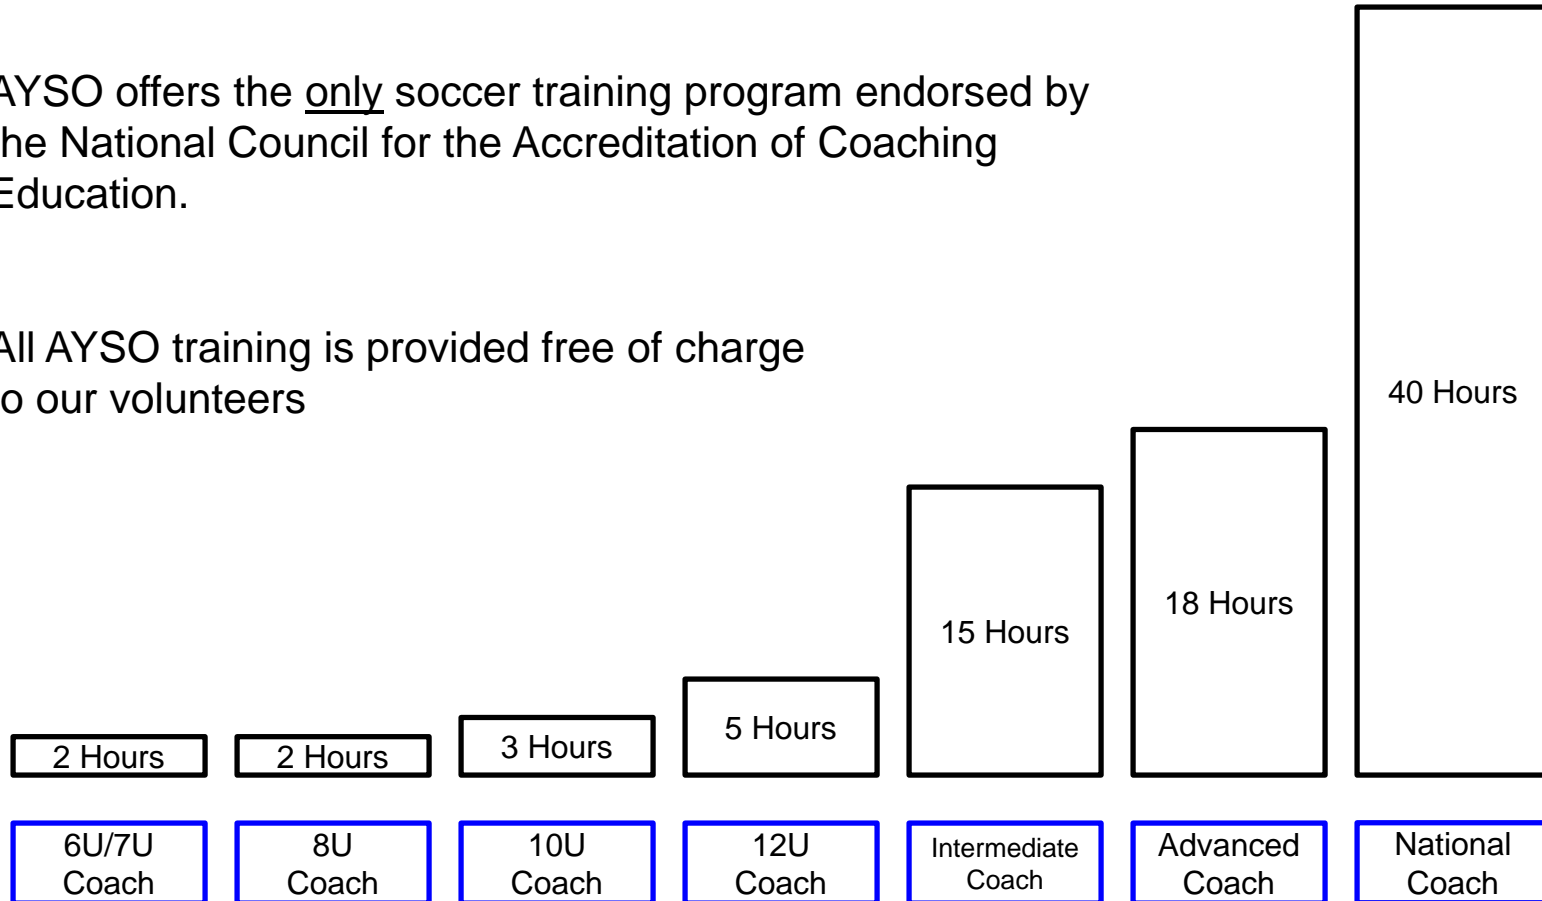 AYSO offers the only soccer training program endorsed by
the National Council for the Accreditation of Coaching
Education.
All AYSO training is provided free of charge
to our volunteers
40 Hours
18 Hours
15 Hours
5 Hours
3 Hours
2 Hours
2 Hours
6U/7U
Coach
8U
Coach
10U
Coach
12U
Coach
Intermediate
Coach
Advanced
Coach
National
Coach